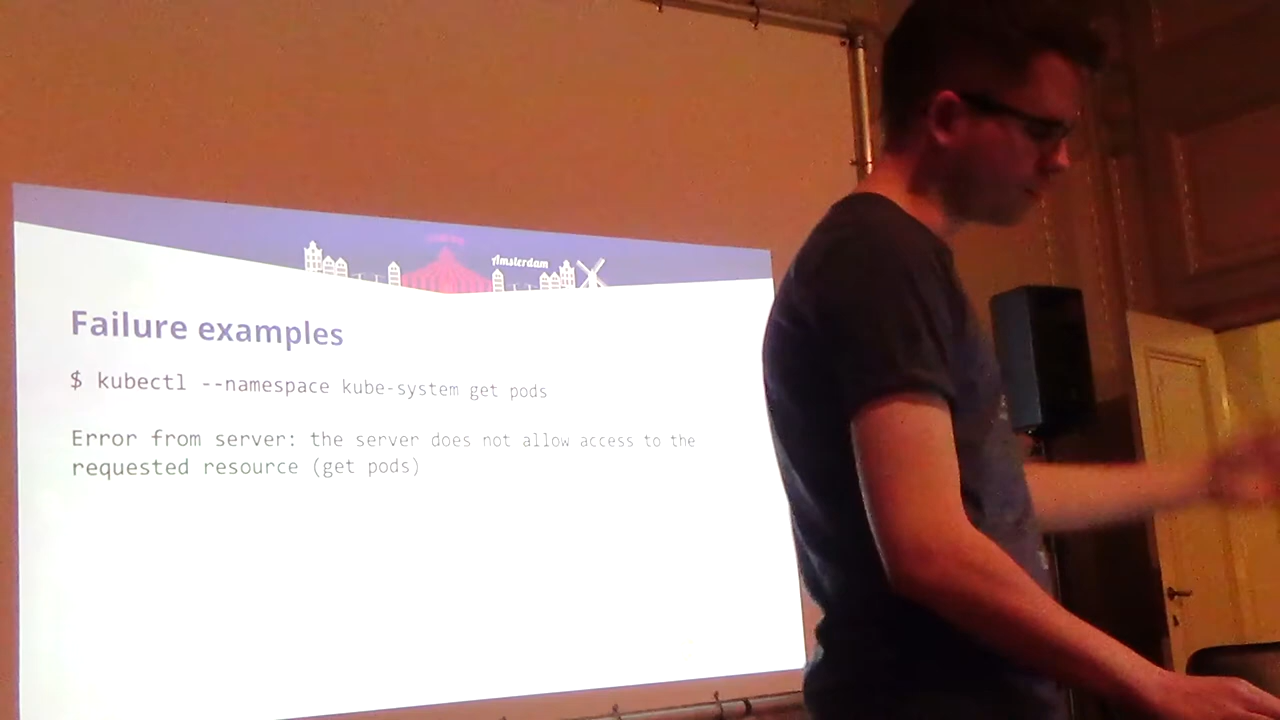 Amsterdam
Failure examples
$ kubectl --namespace kube-system get pods
Error from server: the server does not allow access to the
requested resource (get pods)